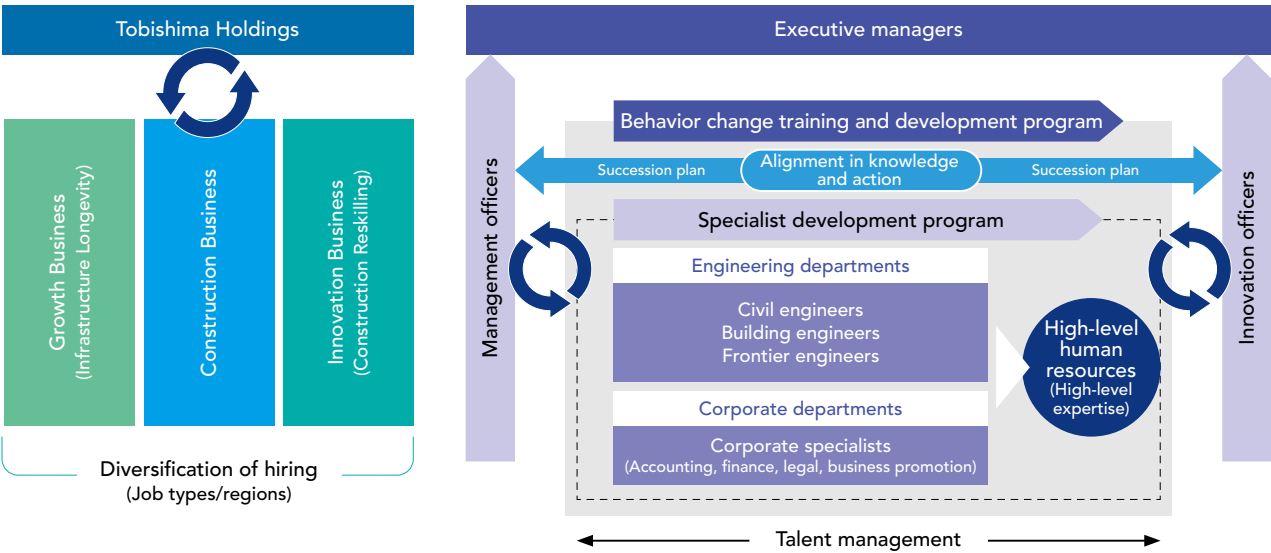 Tobishima Holdings
Growth Business
(Infrastructure Longevity)
Construction Business
Innovation Business
(Construction Reskilling)
Diversification of hiring
(Job types/regions)
Executive managers
Management officers
Behavior change training and development program
Succession plan
Alignment in knowledge
and action
Succession plan
Specialist development program
Engineering departments
Civil engineers
Building engineers
Frontier engineers
Corporate departments
Corporate specialists
(Accounting, finance, legal, business promotion)
High-level
human
resources
(High-level
expertise)
Innovation officers
Talent management